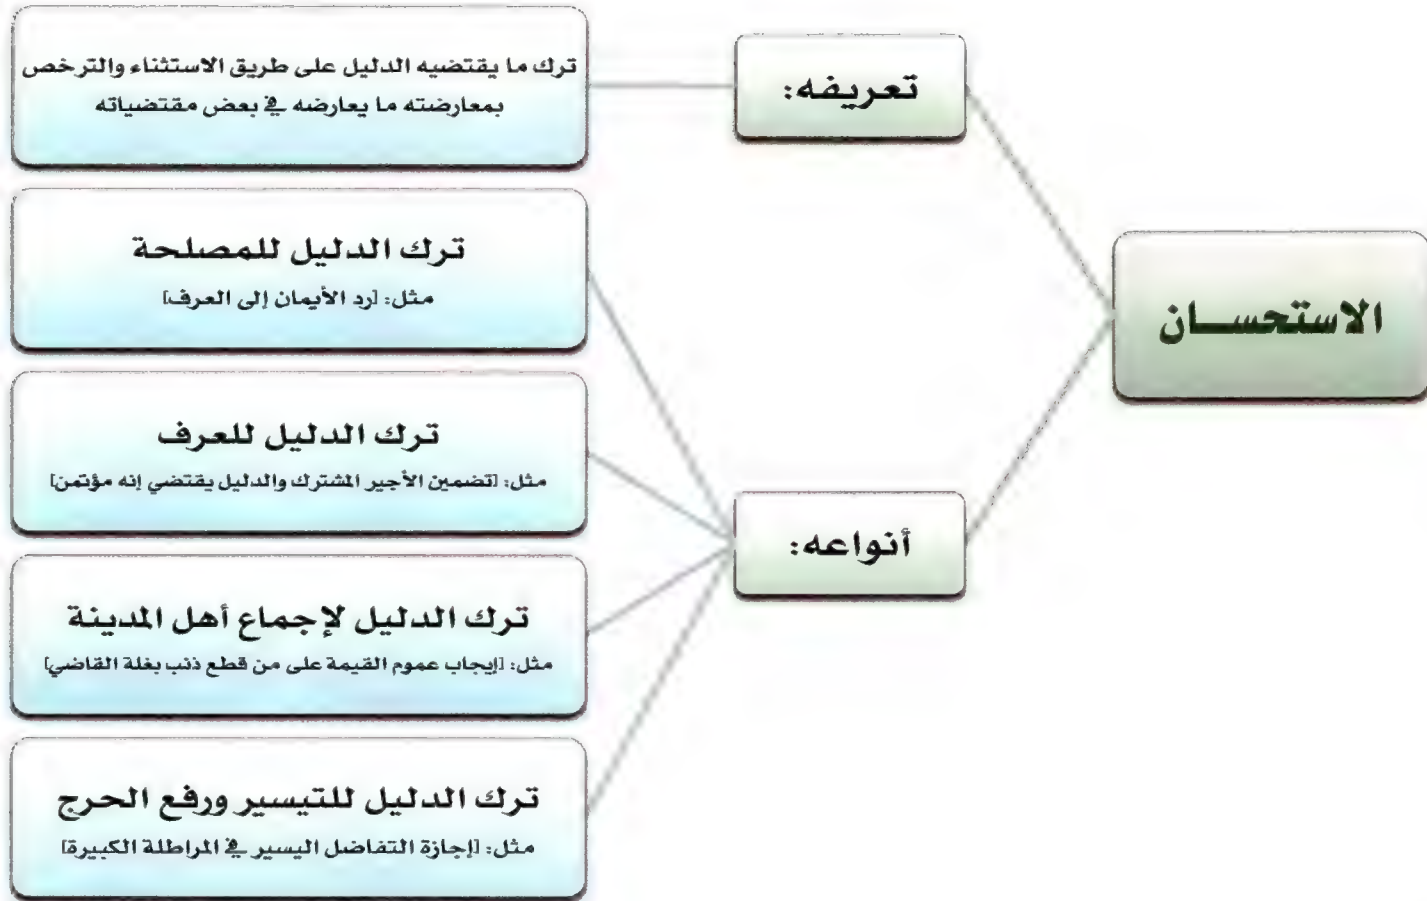 الاستحســان
تعريفه:
ترك ما يقتضيه الدليل على طريق الاستثناء والترخص
بمعارضته ما يعارضه في بعض مقتضياته
أنواعه:
ترك الدليل للمصلحة
مثل: [رد الأيمان إلى العرف]
ترك الدليل للعرف
مثل: [تضمين الأجير المشترك والدليل يقتضي إنه مؤتمن]
ترك الدليل لإجماع أهل المدينة
مثل: [إيجاب عموم القيمة على من قطع ذنب بغلة القاضي]
ترك الدليل للتيسير ورفع الحرج
مثل: [إجازة التفاضل اليسير في المراطلة الكبيرة]